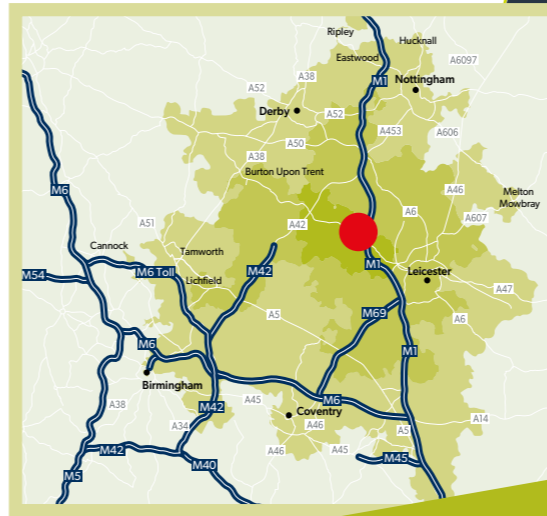 Ripley
Hucknall
Eastwood
A6097
A38
M1
Nottingham
A52
Derby
A52
A453
A606
A50
A38
Burton Upon Trent
A46
Melton
Mowbray
A6
A607
A51
A42
Cannock
Tamworth
M6
M6 Toll
M42
M1
Leicester
M54
Lichfield
A47
A5
M69
A6
M6
M1
Birmingham
M6
A38
M42
A45
Coventry
A14
A34
A46
A5
M42
A46
A45
M45
M5
M40